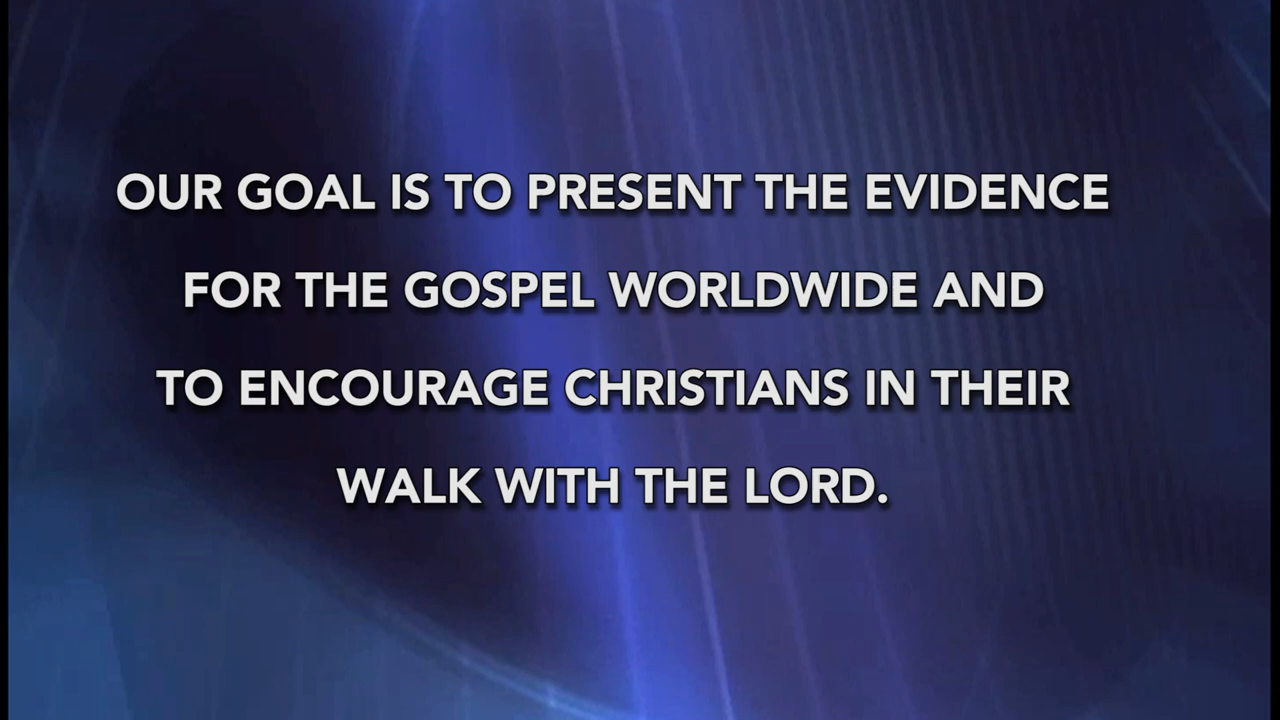 OUR GOAL IS TO PRESENT THE EVIDENCE
FOR THE GOSPEL WORLDWIDE AND
TO ENCOURAGE CHRISTIANS IN THEIR
WALK WITH THE LORD.